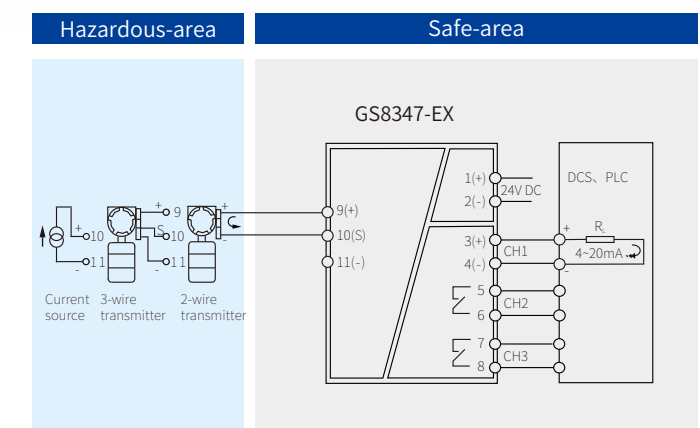 Hazardous-area
Safe-area
GS8347-EX
+
-
10
11
+
S
-
9
10
11
+
-
Current source
3-wire transmitter
2-wire transmitter
9(+)
10(S)
11(-)
1(+)
2(-)
24V DC
3(+)
4(-)
CH1
5
6
CH2
7
8
CH3
DCS、PLC
+
-
RL
4~20mA